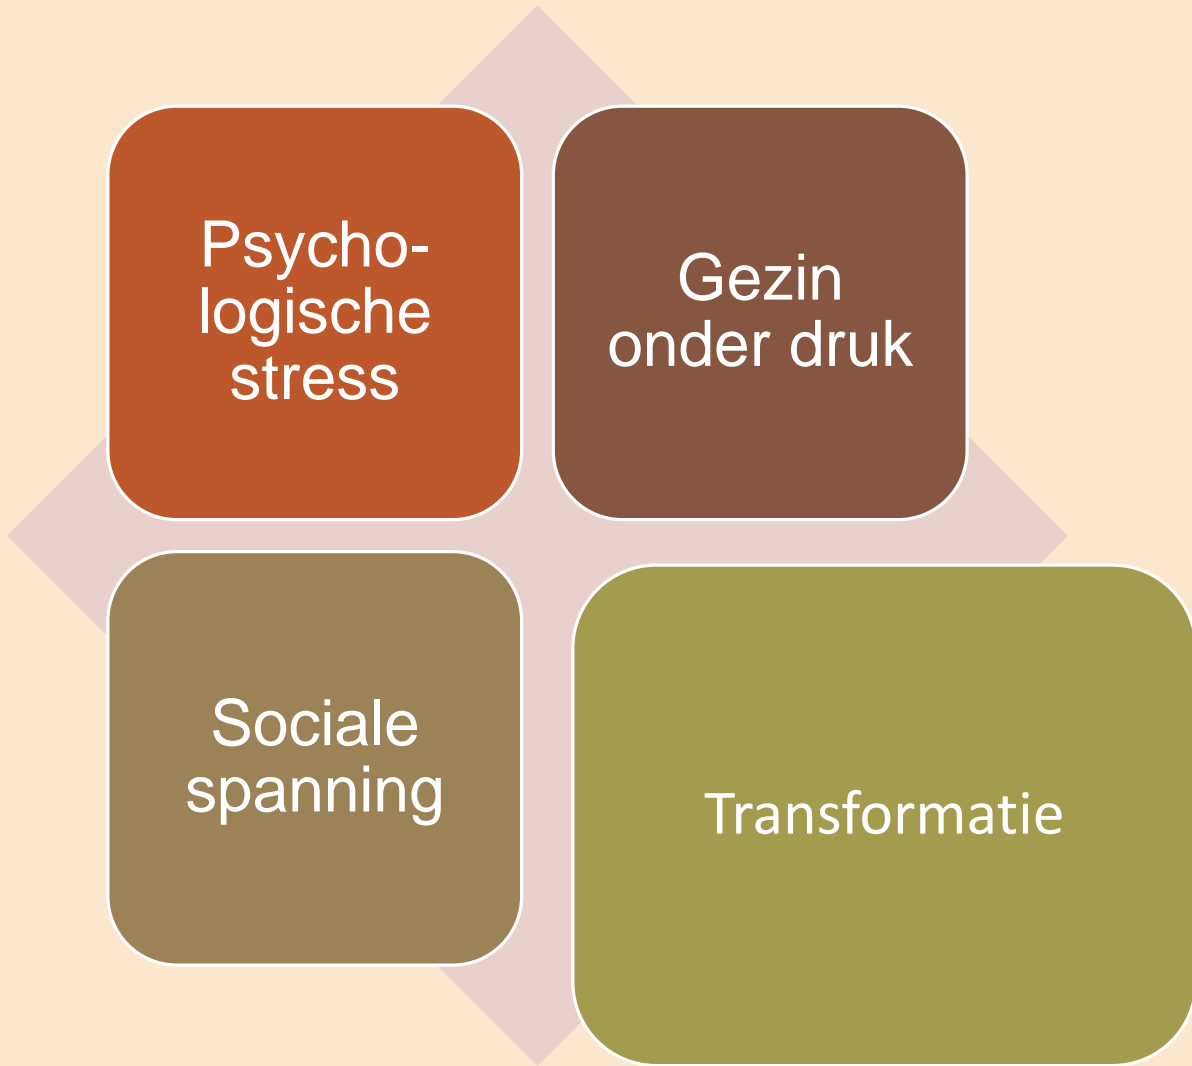 Psycho-
logische
stress
Gezin
onder druk
Sociale
spanning
Transformatie